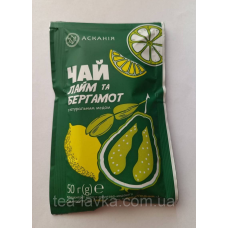 АСКАНІЯ
ЧАЙ
ЛАЙМ ТА
БЕРГАМОТ
50 г(g) e
tea-lavka.com.ua